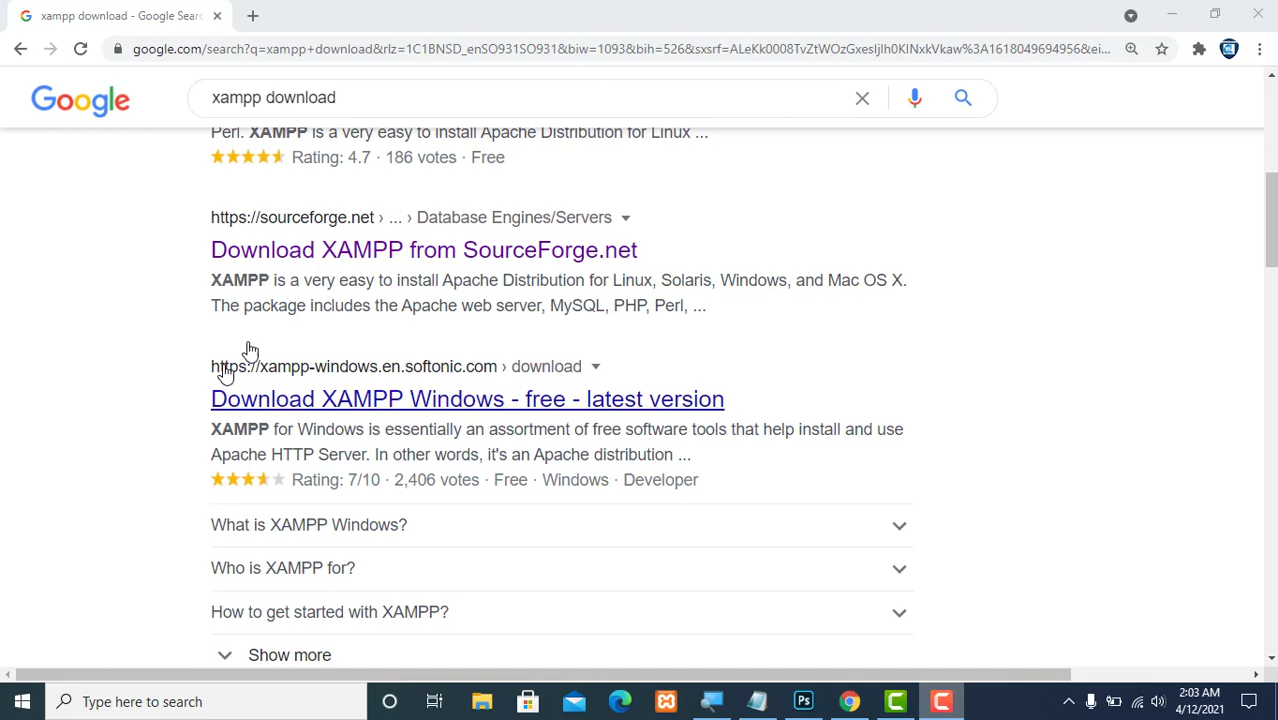 xampp download - Google Searc
google.com/search?q=xampp+download&rlz=1C1BNSD_enSO931SO931&biw=1093&bih=526&sxsrf=ALeKk0008TvZtWOzGxesJjlh0KINxkVkaw%3A1618049694956&ei...
Google
xampp download
Perl. XAMPP is a very easy to install Apache Distribution for Linux ...
Rating: 4.7 · 186 votes · Free
https://sourceforge.net › ... › Database Engines/Servers
Download XAMPP from SourceForge.net
XAMPP is a very easy to install Apache Distribution for Linux, Solaris, Windows, and Mac OS X.
The package includes the Apache web server, MySQL, PHP, Perl, ...
https://xampp-windows.en.softonic.com › download
Download XAMPP Windows - free - latest version
XAMPP for Windows is essentially an assortment of free software tools that help install and use
Apache HTTP Server. In other words, it's an Apache distribution ...
Rating: 7/10 · 2,406 votes · Free · Windows · Developer
What is XAMPP Windows?
Who is XAMPP for?
How to get started with XAMPP?
Show more
Type here to search
Ps
2:03 AM
4/12/2021